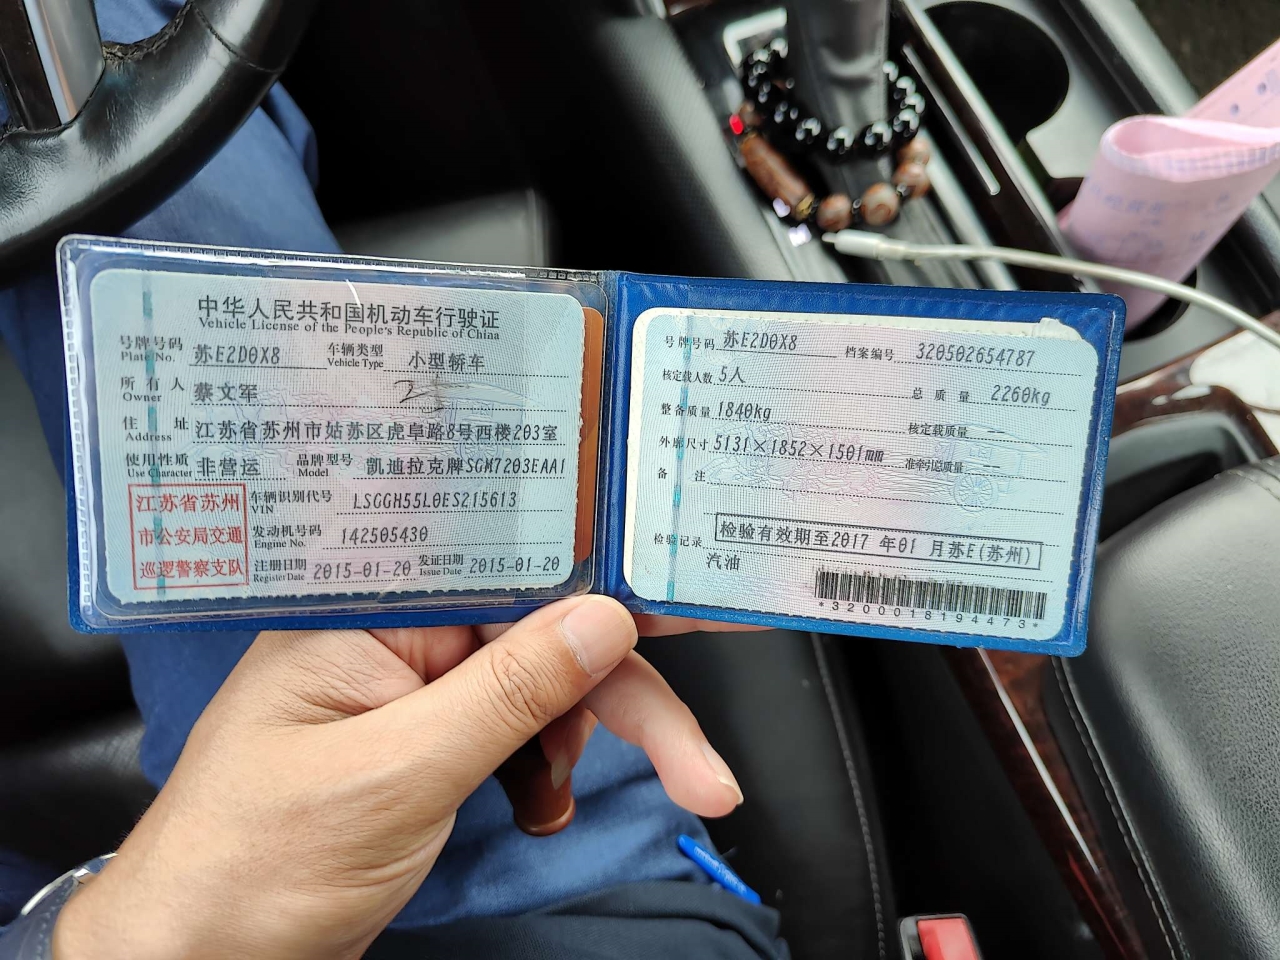 中华人民共和国机动车行驶证
Vehicle License of the People's Republic of China
号牌号码 Plate No. 苏E2D0X8 车辆类型 Vehicle Type 小型轿车
所有人 Owner 蔡文军
住址 Address 江苏省苏州市姑苏区虎阜路8号西楼203室
使用性质 Use Character 非营运 品牌型号 Model 凯迪拉克牌SGM7203EAA1
江苏省苏州
市公安局交通
巡逻警察支队
车辆识别代号 VIN LSGGH55L0ES215613
发动机号码 Engine No. 142505430
注册日期 Register Date 2015-01-20 发证日期 Issue Date 2015-01-20
2
号牌号码 苏E2D0X8 档案编号 320502654787
核定载人数 5人 总质量 2260kg
整备质量 1840kg 核定载质量 --
外廓尺寸 5131×1852×1501mm 准牵引总质量 --
备注
检验记录 检验有效期至2017 年01 月苏E(苏州)
汽油
*3200018194473*